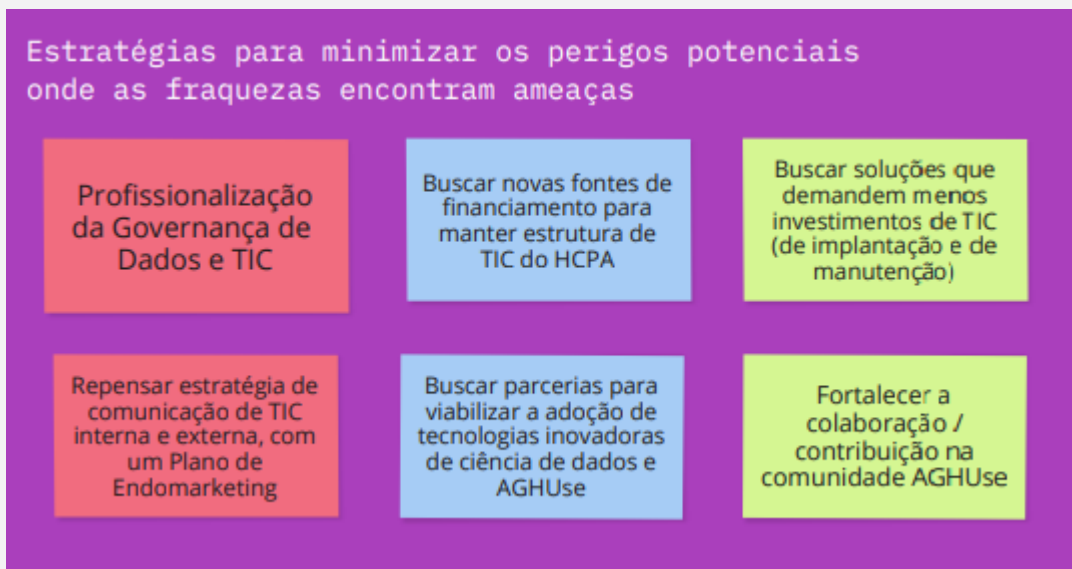 Estratégias para minimizar os perigos potenciais
onde as fraquezas encontram ameaças
Profissionalização
da Governança de
Dados e TIC
Buscar novas fontes de
financiamento para
manter estrutura de
TIC do HCPA
Buscar soluções que
demandem menos
investimentos de TIC
(de implantação e de
manutenção)
Repensar estratégia de
comunicação de TIC
interna e externa, com
um Plano de
Endomarketing
Buscar parcerias para
viabilizar a adoção de
tecnologias inovadoras
de ciência de dados e
AGHUse
Fortalecer a
colaboração /
contribuição na
comunidade AGHUse